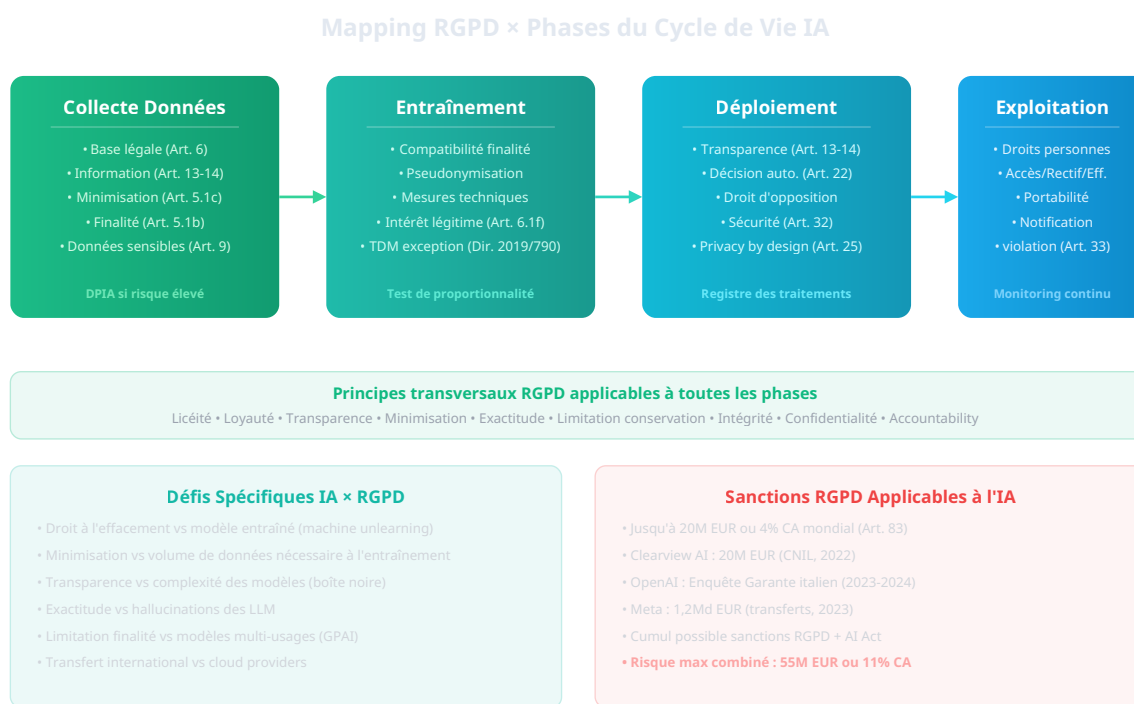 Mapping RGPD × Phases du Cycle de Vie IA
Collecte Données
• Base légale (Art. 6)
• Information (Art. 13-14)
• Minimisation (Art. 5.1c)
• Finalité (Art. 5.1b)
• Données sensibles (Art. 9)
DPIA si risque élevé
Entraînement
• Compatibilité finalité
• Pseudonymisation
• Mesures techniques
• Intérêt légitime (Art. 6.1f)
• TDM exception (Dir. 2019/790)
Test de proportionnalité
Déploiement
• Transparence (Art. 13-14)
• Décision auto. (Art. 22)
• Droit d'opposition
• Sécurité (Art. 32)
• Privacy by design (Art. 25)
Registre des traitements
Exploitation
• Droits personnes
• Accès/Rectif/Eff.
• Portabilité
• Notification
• violation (Art. 33)
Monitoring continu
Principes transversaux RGPD applicables à toutes les phases
Licéité • Loyauté • Transparence • Minimisation • Exactitude • Limitation conservation • Intégrité • Confidentialité • Accountability
Défis Spécifiques IA × RGPD
• Droit à l'effacement vs modèle entraîné (machine unlearning)
• Minimisation vs volume de données nécessaire à l'entraînement
• Transparence vs complexité des modèles (boîte noire)
• Exactitude vs hallucinations des LLM
• Limitation finalité vs modèles multi-usages (GPAI)
• Transfert international vs cloud providers
Sanctions RGPD Applicables à l'IA
• Jusqu'à 20M EUR ou 4% CA mondial (Art. 83)
• Clearview AI : 20M EUR (CNIL, 2022)
• OpenAI : Enquête Garante italien (2023-2024)
• Meta : 1,2Md EUR (transferts, 2023)
• Cumul possible sanctions RGPD + AI Act
• Risque max combiné : 55M EUR ou 11% CA